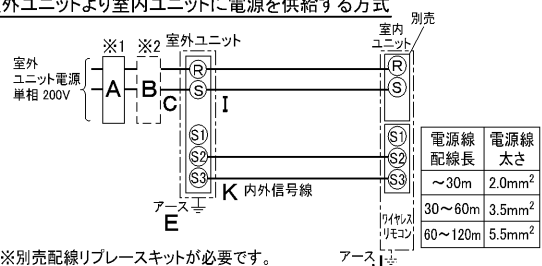 外ユニットより室内ユニットに電源を供給する方式
※1 ※2 室外ユニット
室内
ユニット
別売
室外
ユニット電源
単相 200V
A B C I
R
S
S1
S2
S3
R
S
S1
S2
S3
K 内外信号線
アース
E
ワイヤレス
リモコン
アース
電源線
配線長
電源線
太さ
～30m 2.0mm²
30～60m 3.5mm²
60～120m 5.5mm²
※別売配線リプレースキットが必要です。